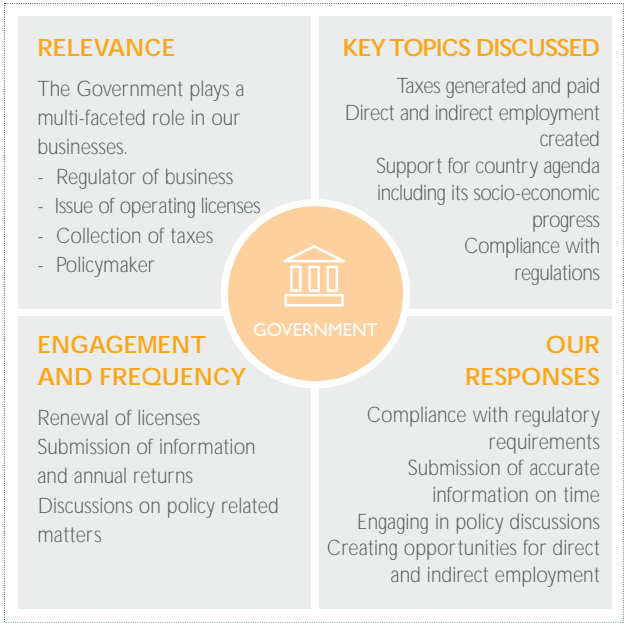 RELEVANCE
The Government plays a
multi-faceted role in our
businesses.
- Regulator of business
- Issue of operating licenses
- Collection of taxes
- Policymaker
KEY TOPICS DISCUSSED
Taxes generated and paid
Direct and indirect employment
created
Support for country agenda
including its socio-economic
progress
Compliance with
regulations
GOVERNMENT
ENGAGEMENT
AND FREQUENCY
Renewal of licenses
Submission of information
and annual returns
Discussions on policy related
matters
OUR
RESPONSES
Compliance with regulatory
requirements
Submission of accurate
information on time
Engaging in policy discussions
Creating opportunities for direct
and indirect employment